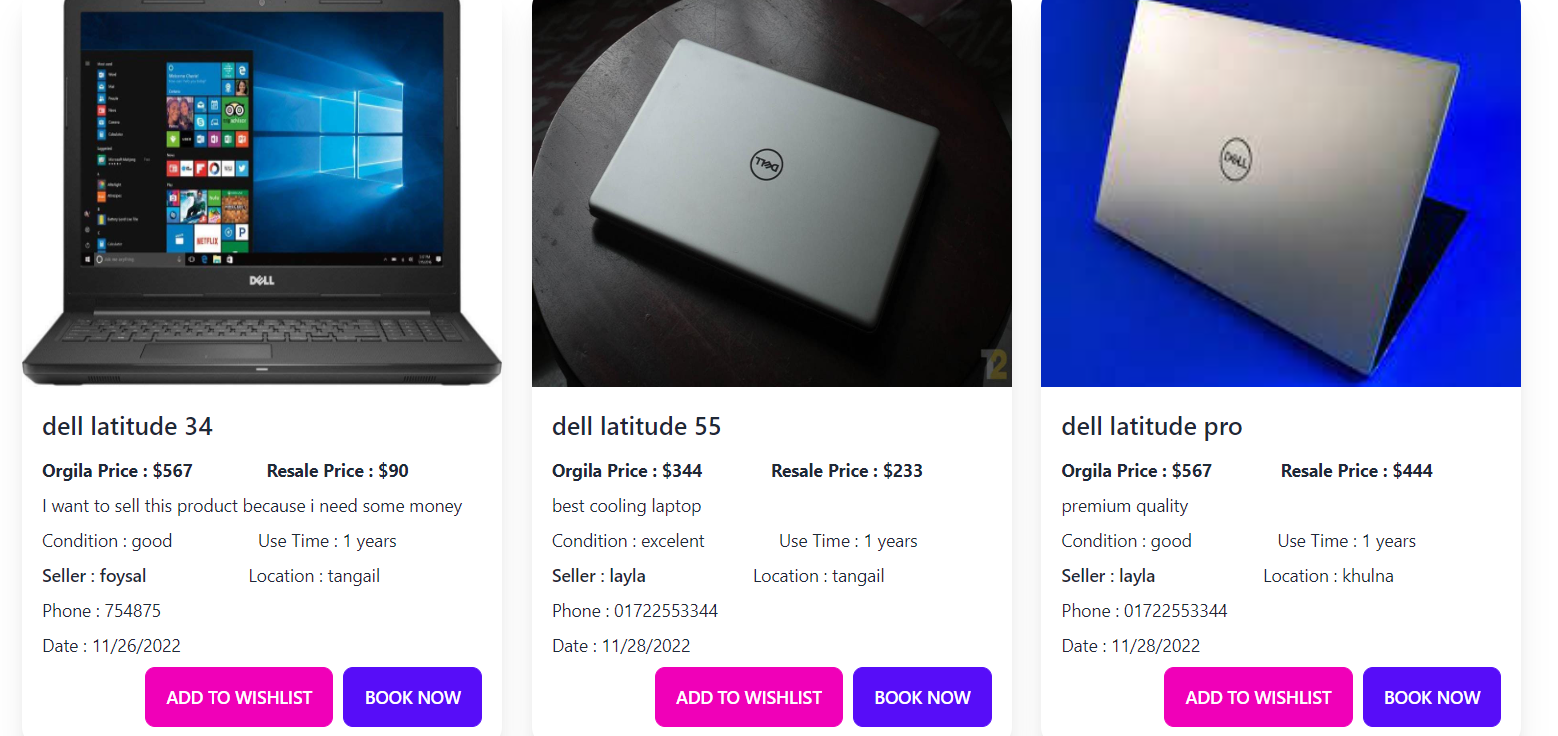 DELL
DELL
DELL
NETFLIX
T2
dell latitude 34
Orgila Price : $567 Resale Price : $90
I want to sell this product because i need some money
Condition : good Use Time : 1 years
Seller : foysal Location : tangail
Phone : 754875
Date : 11/26/2022
ADD TO WISHLIST BOOK NOW
dell latitude 55
Orgila Price : $344 Resale Price : $233
best cooling laptop
Condition : excelent Use Time : 1 years
Seller : layla Location : tangail
Phone : 01722553344
Date : 11/28/2022
ADD TO WISHLIST BOOK NOW
dell latitude pro
Orgila Price : $567 Resale Price : $444
premium quality
Condition : good Use Time : 1 years
Seller : layla Location : khulna
Phone : 01722553344
Date : 11/28/2022
ADD TO WISHLIST BOOK NOW